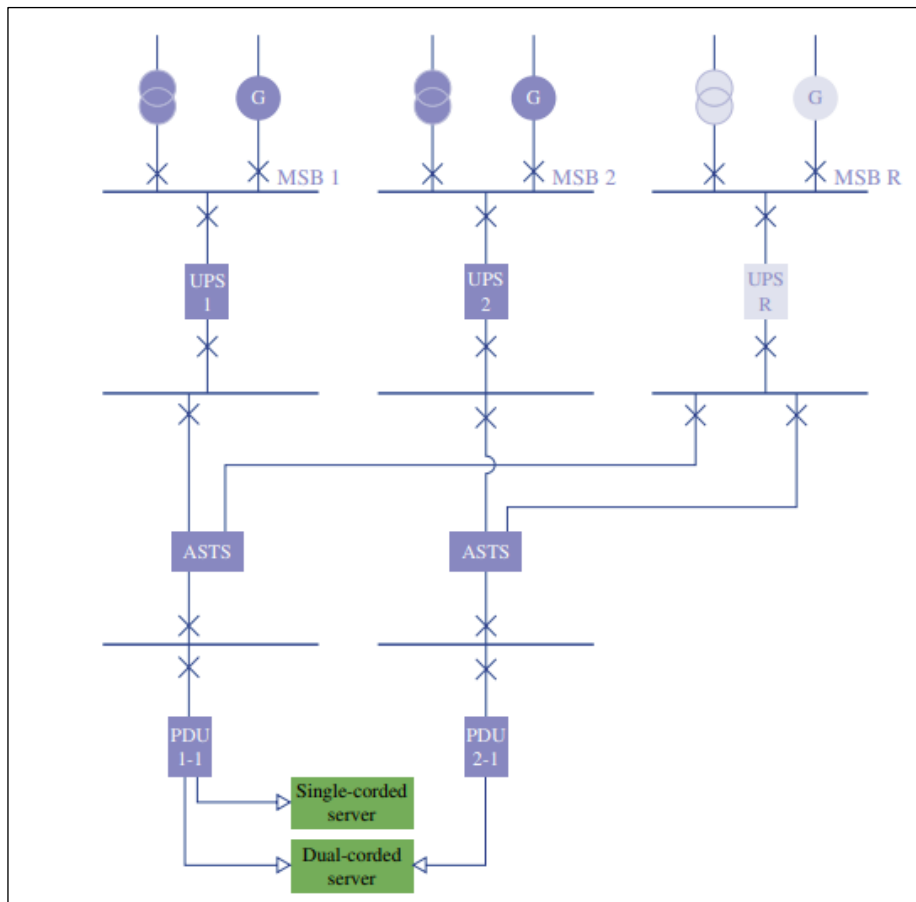 G
G
G
MSB 1
MSB 2
MSB R
UPS
1
UPS
2
UPS
R
ASTS
ASTS
PDU
1-1
PDU
2-1
Single-corded
server
Dual-corded
server